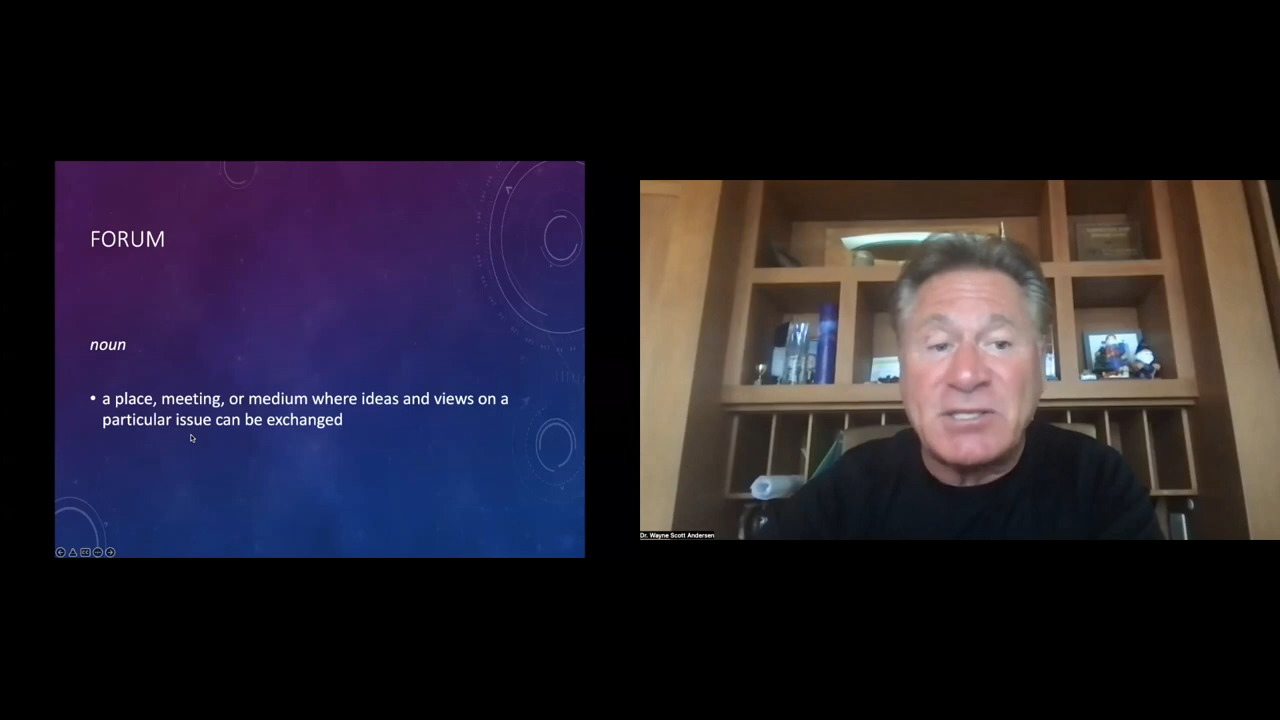 FORUM
noun
• a place, meeting, or medium where ideas and views on a
particular issue can be exchanged
Dr. Wayne Scott Andersen